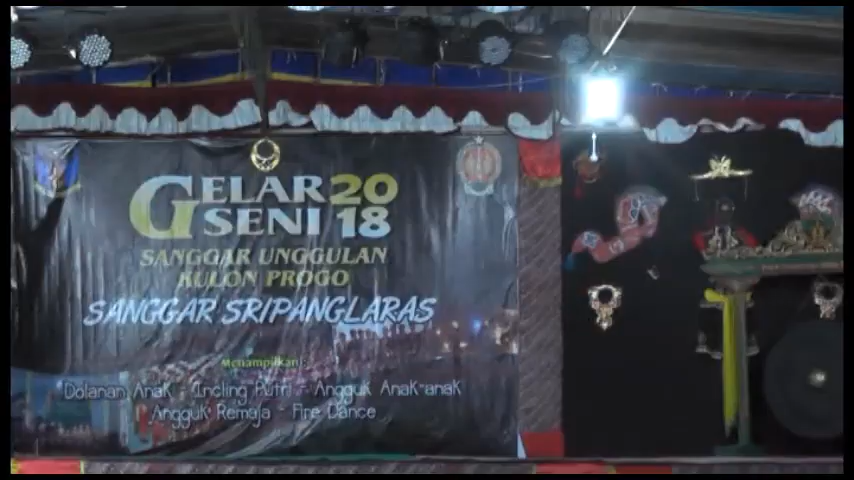 GELAR 2018
SENI
SANGGAR UNGGULAN
KULON PROGO
SANGGAR SRIPANGLARAS
Menampilkan :
Dolanan Anak - Incling Putri - Angguk Anak-anak
Angguk Remaja - Fire Dance